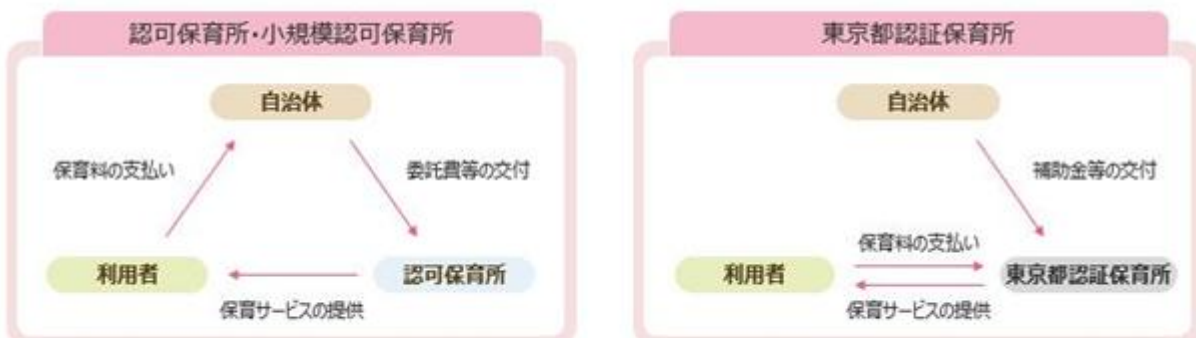 認可保育所・小規模認可保育所
自治体
保育料の支払い
委託費等の交付
利用者
認可保育所
保育サービスの提供
東京都認証保育所
自治体
補助金等の交付
保育料の支払い
利用者
東京都認証保育所
保育サービスの提供